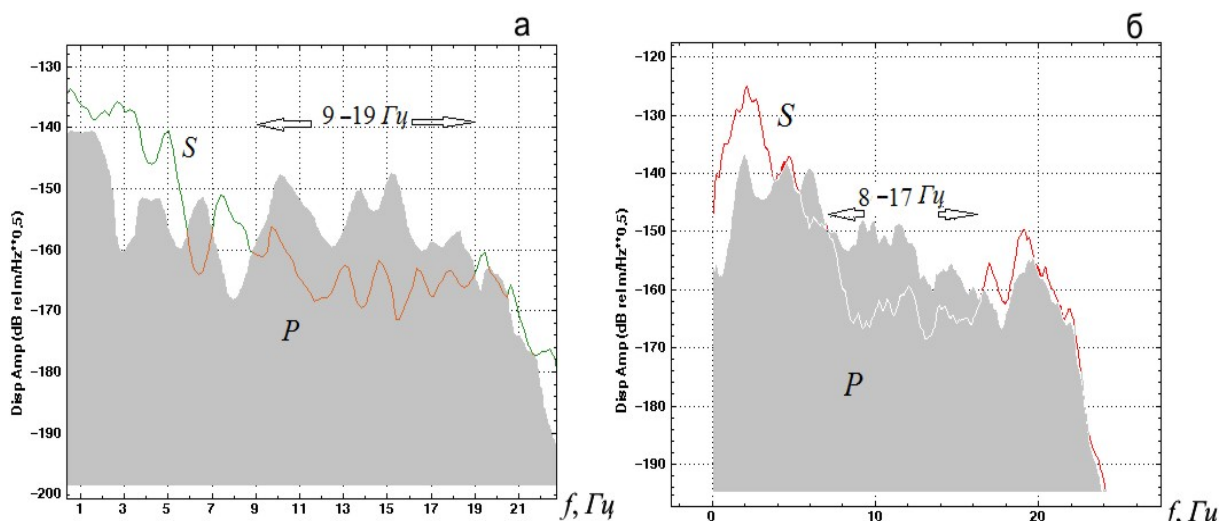 а
Disp Amp (dB rel m/Hz**0,5)
−130
−140
−150
−160
−170
−180
−190
−200
9 −19 Гц
S
P
1 3 5 7 9 11 13 15 17 19 21
f, Гц
б
Disp Amp (dB rel m/Hz**0,5)
−120
−130
−140
−150
−160
−170
−180
−190
S
8 −17 Гц
P
0 10 20
f, Гц